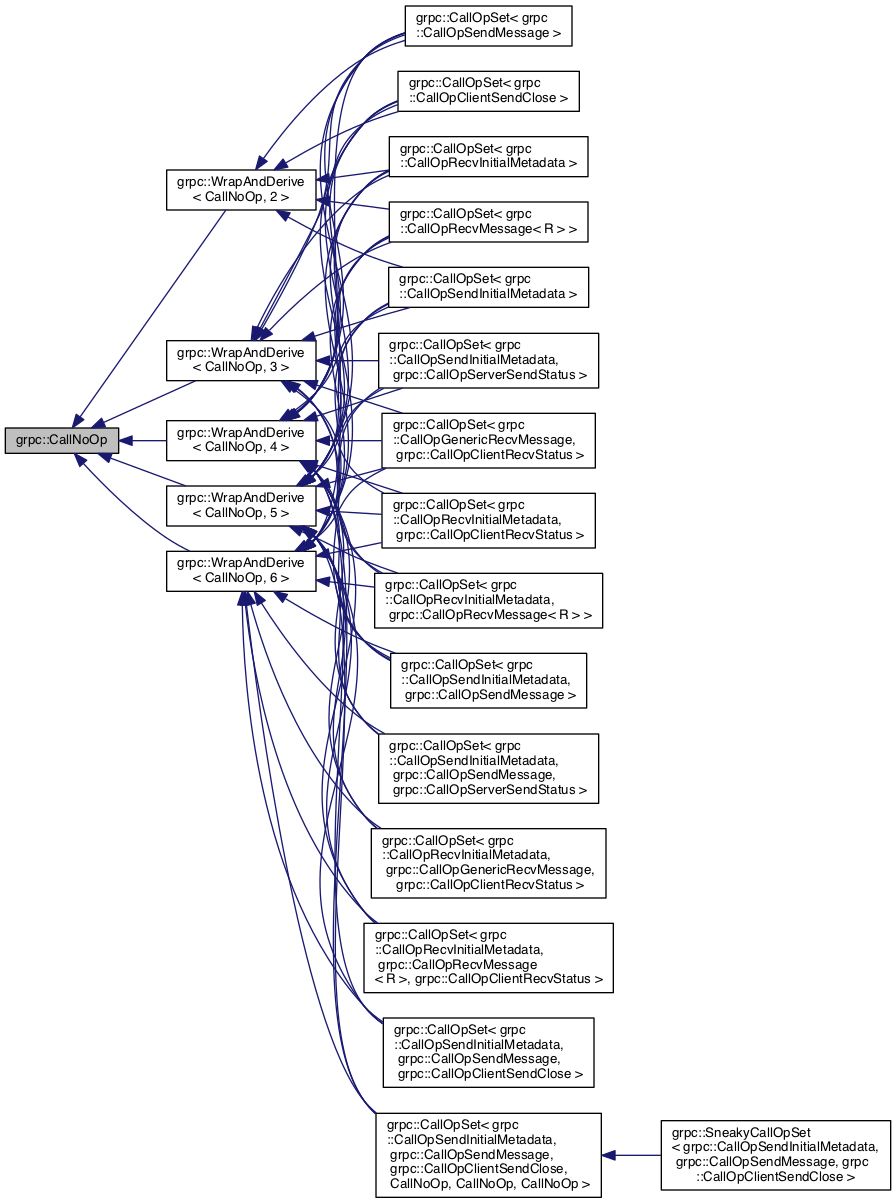 grpc::CallOpSet< grpc
::CallOpSendMessage >
grpc::CallOpSet< grpc
::CallOpClientSendClose >
grpc::CallOpSet< grpc
::CallOpRecvInitialMetadata >
grpc::WrapAndDerive
< CallNoOp, 2 >
grpc::CallOpSet< grpc
::CallOpRecvMessage< R > >
grpc::CallOpSet< grpc
::CallOpSendInitialMetadata >
grpc::WrapAndDerive
< CallNoOp, 3 >
grpc::CallOpSet< grpc
::CallOpSendInitialMetadata,
grpc::CallOpServerSendStatus >
grpc::CallNoOp
grpc::WrapAndDerive
< CallNoOp, 4 >
grpc::CallOpSet< grpc
::CallOpGenericRecvMessage,
grpc::CallOpClientRecvStatus >
grpc::WrapAndDerive
< CallNoOp, 5 >
grpc::CallOpSet< grpc
::CallOpRecvInitialMetadata,
grpc::CallOpClientRecvStatus >
grpc::WrapAndDerive
< CallNoOp, 6 >
grpc::CallOpSet< grpc
::CallOpRecvInitialMetadata,
grpc::CallOpRecvMessage< R > >
grpc::CallOpSet< grpc
::CallOpSendInitialMetadata,
grpc::CallOpSendMessage >
grpc::CallOpSet< grpc
::CallOpSendInitialMetadata,
grpc::CallOpSendMessage,
grpc::CallOpServerSendStatus >
grpc::CallOpSet< grpc
::CallOpRecvInitialMetadata,
grpc::CallOpGenericRecvMessage,
grpc::CallOpClientRecvStatus >
grpc::CallOpSet< grpc
::CallOpRecvInitialMetadata,
grpc::CallOpRecvMessage
< R >, grpc::CallOpClientRecvStatus >
grpc::CallOpSet< grpc
::CallOpSendInitialMetadata,
grpc::CallOpSendMessage,
grpc::CallOpClientSendClose >
grpc::CallOpSet< grpc
::CallOpSendInitialMetadata,
grpc::CallOpSendMessage,
grpc::CallOpClientSendClose,
CallNoOp, CallNoOp, CallNoOp >
grpc::SneakyCallOpSet
< grpc::CallOpSendInitialMetadata,
grpc::CallOpSendMessage, grpc
::CallOpClientSendClose >